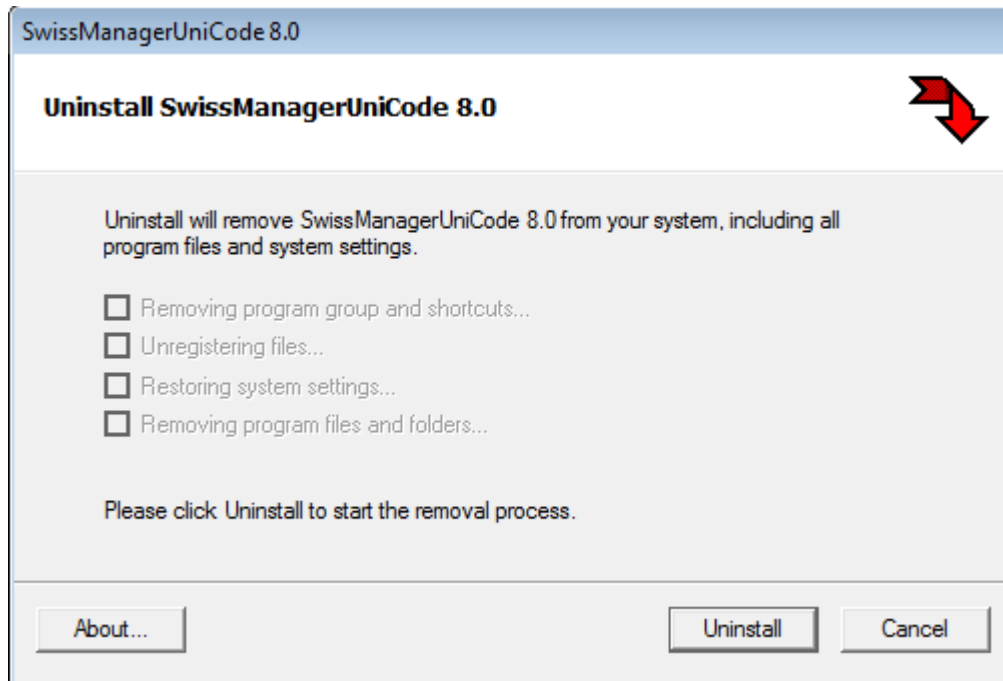 SwissManagerUniCode 8.0
Uninstall SwissManagerUniCode 8.0
Uninstall will remove SwissManagerUniCode 8.0 from your system, including all
program files and system settings.
Removing program group and shortcuts...
Unregistering files...
Restoring system settings...
Removing program files and folders...
Please click Uninstall to start the removal process.
About...
Uninstall
Cancel